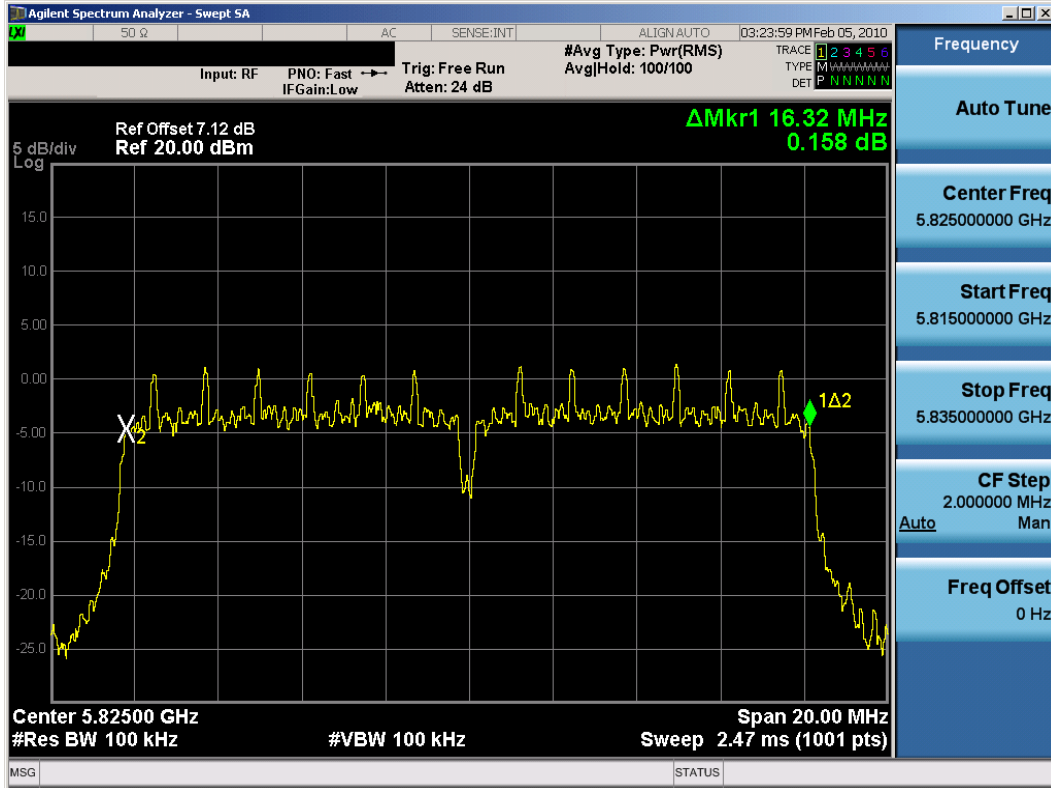 Agilent Spectrum Analyzer - Swept SA
LXI 50 Ω AC SENSE:INT ALIGN AUTO 03:23:59 PM Feb 05, 2010
Input: RF PNO: Fast Trig: Free Run #Avg Type: Pwr(RMS) TRACE 1 2 3 4 5 6
IFGain:Low Atten: 24 dB Avg|Hold: 100/100 TYPE M W W W W W
DET P N N N N N
Frequency
Ref Offset 7.12 dB ΔMkr1 16.32 MHz
5 dB/div Ref 20.00 dBm 0.158 dB
Log
15.0
10.0
5.00
0.00
-5.00
-10.0
-15.0
-20.0
-25.0
2
1Δ2
Center 5.82500 GHz Span 20.00 MHz
#Res BW 100 kHz #VBW 100 kHz Sweep 2.47 ms (1001 pts)
Auto Tune
Center Freq
5.825000000 GHz
Start Freq
5.815000000 GHz
Stop Freq
5.835000000 GHz
CF Step
2.000000 MHz
Auto Man
Freq Offset
0 Hz
MSG STATUS